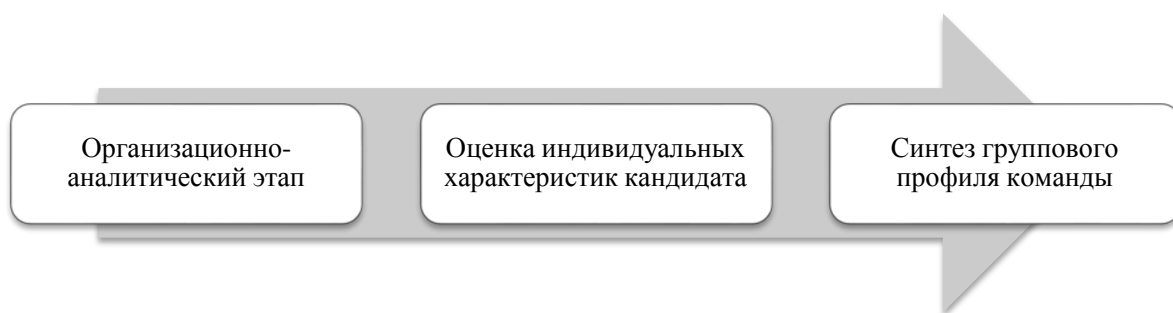 Организационно-
аналитический этап
Оценка индивидуальных
характеристик кандидата
Синтез группового
профиля команды